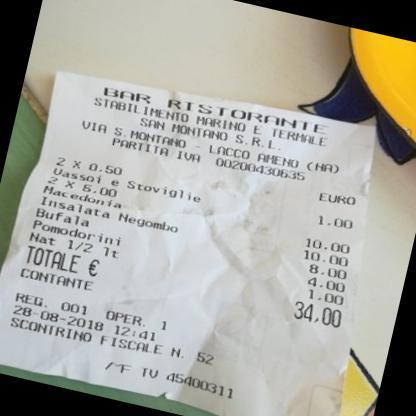 BAR RISTORANTE
STABILIMENTO MARINO E TERMALE
SAN MONTANO S.R.L.
VIA S.MONTANO - LACCO AMENO (NA)
PARTITA IVA 00200430635
EURO
2 X 0.50
Vassoi e Stoviglie 1.00
2 X 5.00
Macedonia 10.00
Insalata Negombo 10.00
Bufala 8.00
Pomodorini 4.00
Nat 1/2 lt 1.00
TOTALE € 34,00
CONTANTE
REG. 001 OPER. 1
28-08-2018 12:41
SCONTRINO FISCALE N. 52
/F TV 45400311